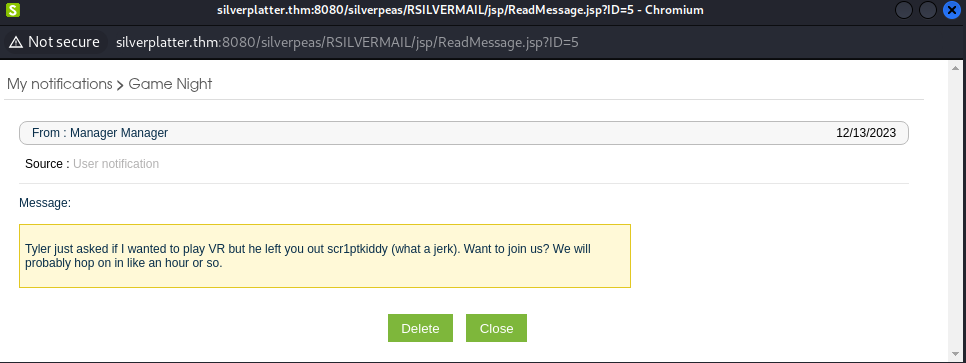 silverplatter.thm:8080/silverpeas/RSILVERMAIL/jsp/ReadMessage.jsp?ID=5 - Chromium
Not secure silverplatter.thm:8080/silverpeas/RSILVERMAIL/jsp/ReadMessage.jsp?ID=5
My notifications > Game Night
From : Manager Manager 12/13/2023
Source : User notification
Message:
Tyler just asked if I wanted to play VR but he left you out scr1ptkiddy (what a jerk). Want to join us? We will
probably hop on in like an hour or so.
Delete Close